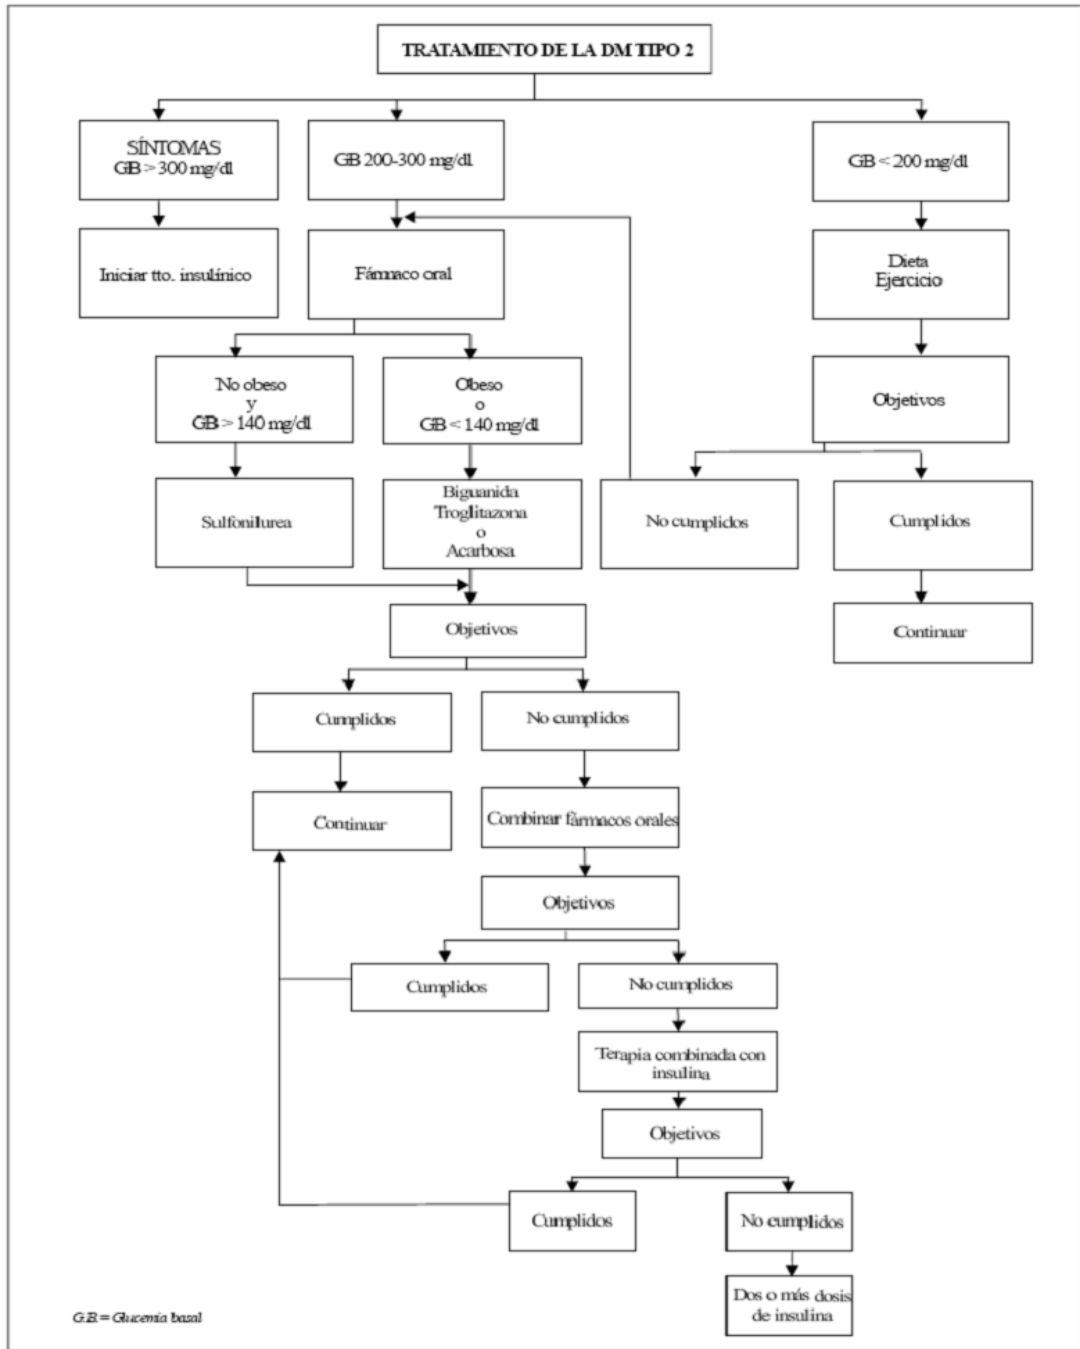 TRATAMIENTO DE LA DM TIPO 2
SÍNTOMAS
GB > 300 mg/dl
GB 200-300 mg/dl
GB < 200 mg/dl
Iniciar tto. insulínico
Fármaco oral
Dieta
Ejercicio
No obeso
y
GB > 140 mg/dl
Obeso
o
GB < 140 mg/dl
Objetivos
Sulfonilurea
Biguanida
Troglitazona
o
Acarbosa
No cumplidos
Cumplidos
Objetivos
Continuar
Cumplidos
No cumplidos
Continuar
Combinar fármacos orales
Objetivos
Cumplidos
No cumplidos
Terapia combinada con
insulina
Objetivos
Cumplidos
No cumplidos
Dos o más dosis
de insulina
G.B.= Glucemia basal